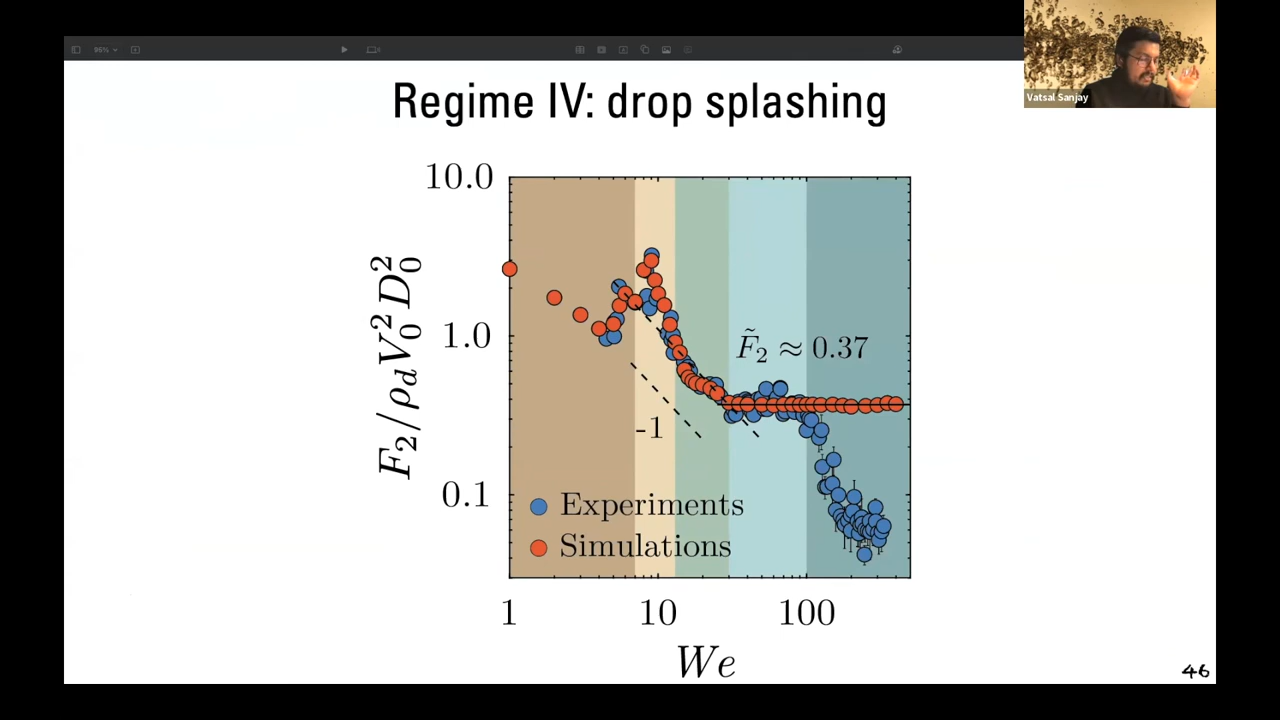 95%
Vatsal Sanjay
Regime IV: drop splashing
10.0
1.0
0.1
F₂/ρ_d V₀² D₀²
F̃₂ ≈ 0.37
-1
Experiments
Simulations
1 10 100
We
46